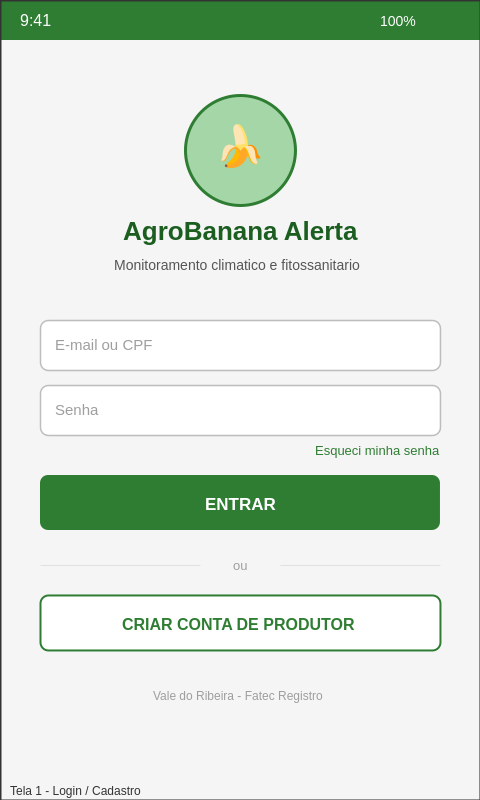 9:41 100%
AgroBanana Alerta
Monitoramento climatico e fitossanitario
E-mail ou CPF
Senha
Esqueci minha senha
ENTRAR
ou
CRIAR CONTA DE PRODUTOR
Vale do Ribeira - Fatec Registro
Tela 1 - Login / Cadastro